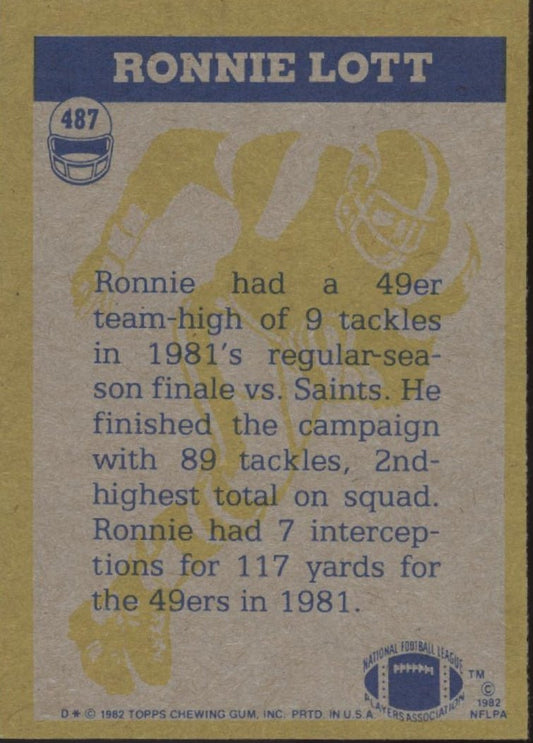 RONNIE LOTT
487
Ronnie had a 49er
team-high of 9 tackles
in 1981's regular-sea-
son finale vs. Saints. He
finished the campaign
with 89 tackles, 2nd-
highest total on squad.
Ronnie had 7 intercep-
tions for 117 yards for
the 49ers in 1981.
NATIONAL FOOTBALL LEAGUE
PLAYERS ASSOCIATION
TM
©
1982
NFLPA
D * © 1982 TOPPS CHEWING GUM, INC. PRTD. IN U.S.A.